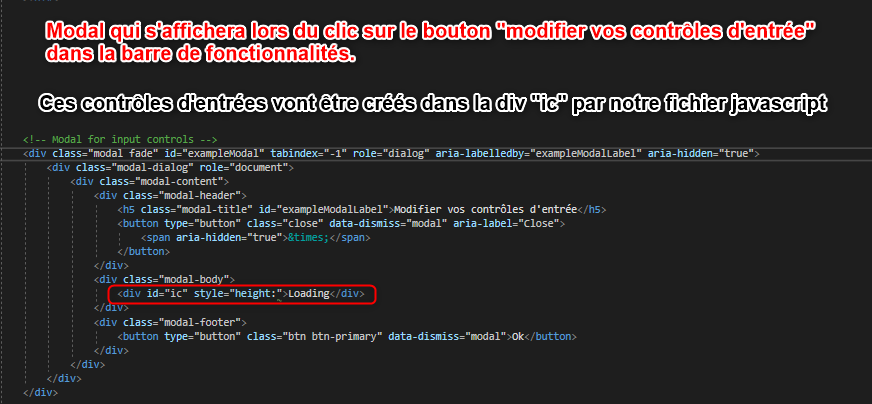 Modal qui s'affichera lors du clic sur le bouton "modifier vos contrôles d'entrée"
dans la barre de fonctionnalités.
Ces contrôles d'entrées vont être créés dans la div "ic" par notre fichier javascript
<!-- Modal for input controls -->
<div class="modal fade" id="exampleModal" tabindex="-1" role="dialog" aria-labelledby="exampleModalLabel" aria-hidden="true">
<div class="modal-dialog" role="document">
<div class="modal-content">
<div class="modal-header">
<h5 class="modal-title" id="exampleModalLabel">Modifier vos contrôles d'entrée</h5>
<button type="button" class="close" data-dismiss="modal" aria-label="Close">
<span aria-hidden="true">&times;</span>
</button>
</div>
<div class="modal-body">
<div id="ic" style="height:">Loading</div>
</div>
<div class="modal-footer">
<button type="button" class="btn btn-primary" data-dismiss="modal">Ok</button>
</div>
</div>
</div>
</div>